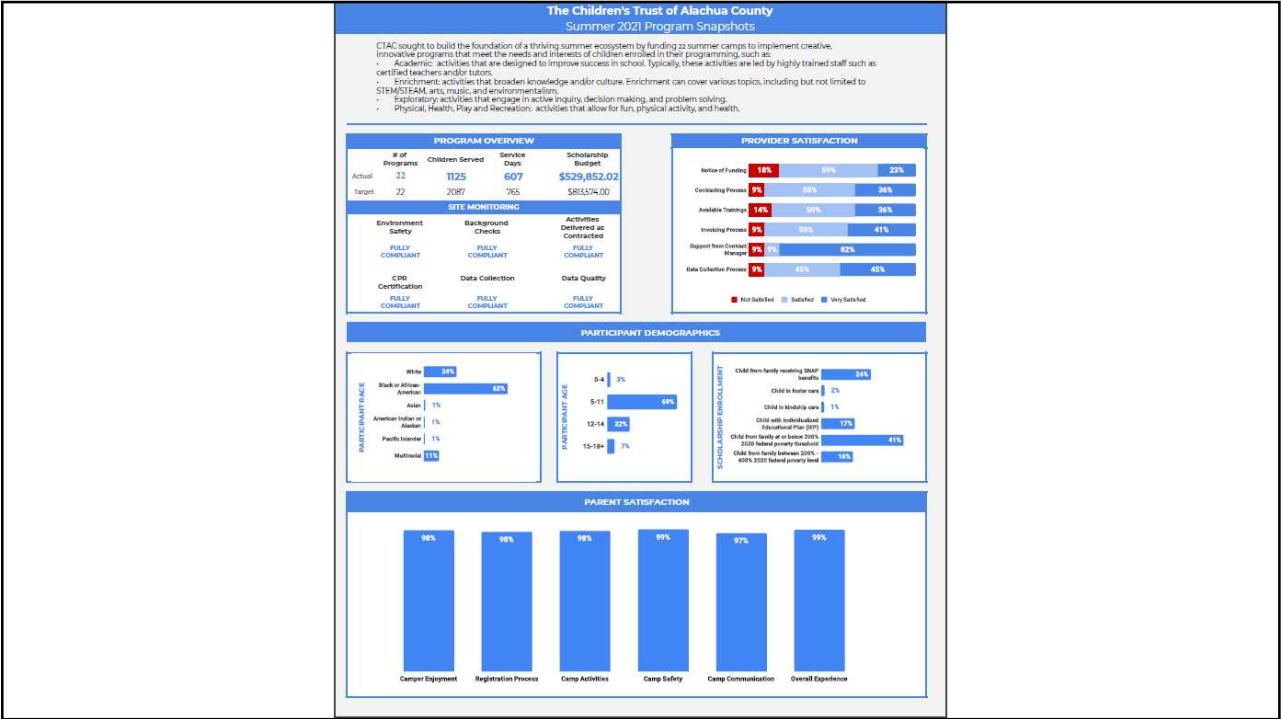 The Children's Trust of Alachua County
Summer 2021 Program Snapshots
CTAC sought to build the foundation of a thriving summer ecosystem by funding 22 summer camps to implement creative,
innovative programs that meet the needs and interests of children enrolled in their programming, such as:
• Academic: activities that are designed to improve success in school. Typically, these activities are led by highly trained staff such as
certified teachers and/or tutors.
• Enrichment: activities that broaden knowledge and/or culture. Enrichment can cover various topics, including but not limited to
STEM/STEAM, arts, music, and environmentalism.
• Exploratory: activities that engage in active inquiry, decision making, and problem solving.
• Physical, Health, Play and Recreation: activities that allow for fun, physical activity, and health.
PROGRAM OVERVIEW
# of Programs Children Served Service Days Scholarship Budget
Actual 22 1125 607 $529,852.02
Target 22 2087 765 $813,574.00
SITE MONITORING
Environment Safety Background Checks Activities Delivered as Contracted
FULLY COMPLIANT FULLY COMPLIANT FULLY COMPLIANT
CPR Certification Data Collection Data Quality
FULLY COMPLIANT FULLY COMPLIANT FULLY COMPLIANT
PROVIDER SATISFACTION
Notice of Funding 18% 59% 23%
Contracting Process 9% 55% 36%
Available Trainings 14% 50% 36%
Invoicing Process 9% 50% 41%
Support from Contract Manager 9% 9% 82%
Data Collection Process 9% 45% 45%
Not Satisfied Satisfied Very Satisfied
PARTICIPANT DEMOGRAPHICS
PARTICIPANT RACE
White 24%
Black or African-American 62%
Asian 1%
American Indian or Alaskan 1%
Pacific Islander 1%
Multiracial 11%
PARTICIPANT AGE
0-4 3%
5-11 69%
12-14 22%
15-18+ 7%
SCHOLARSHIP ENROLLMENT
Child from family receiving SNAP benefits 24%
Child in foster care 2%
Child in kindship care 1%
Child with Individualized Educational Plan (IEP) 17%
Child from family at or below 200% 2020 federal poverty threshold 41%
Child from family between 200% - 400% 2020 federal poverty level 16%
PARENT SATISFACTION
98% 98% 98% 99% 97% 99%
Camper Enjoyment Registration Process Camp Activities Camp Safety Camp Communication Overall Experience